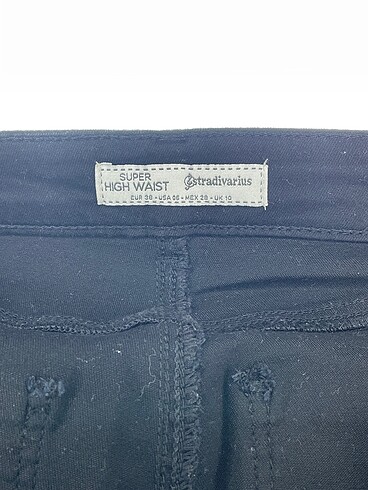 SUPER
HIGH WAIST
stradivarius
EUR 38 • USA 06 • MEX 28 • UK 10